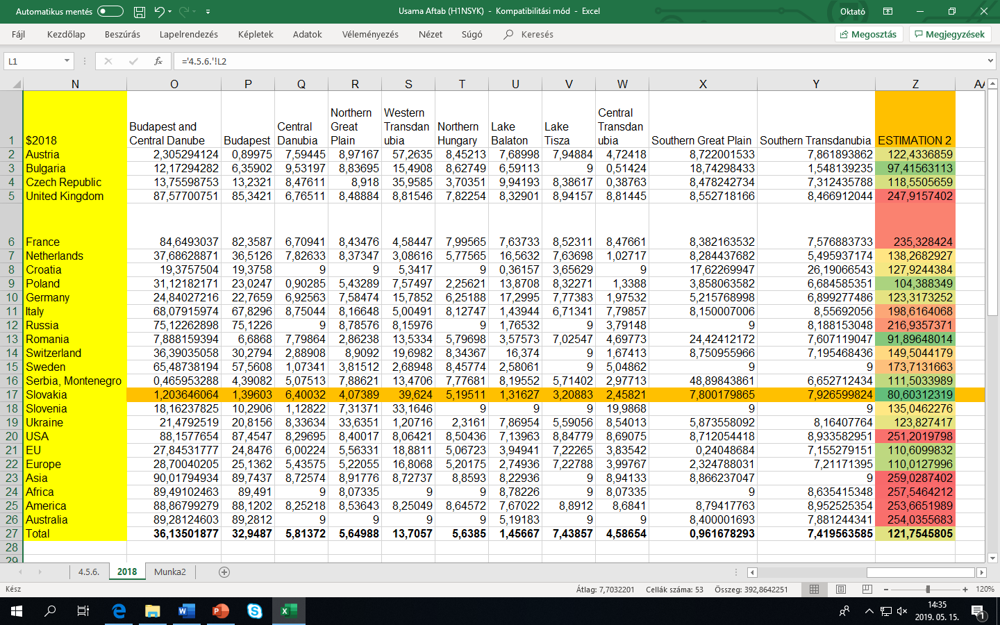 Automatikus mentés
Usama Aftab (H1NSYK) - Kompatibilitási mód - Excel
Oktató
Fájl Kezdőlap Beszúrás Lapelrendezés Képletek Adatok Véleményezés Nézet Súgó Keresés Megosztás Megjegyzések
L1 fx ='4.5.6.'!L2
N O P Q R S T U V W X Y Z AA
1 $2018 Budapest and Central Danube Budapest Central Danubia Northern Great Plain Western Transdanubia Northern Hungary Lake Balaton Lake Tisza Central Transdanubia Southern Great Plain Southern Transdanubia ESTIMATION 2
2 Austria 2,305294124 0,89975 7,59445 8,97167 57,2635 8,45213 7,68998 7,94884 4,72418 8,722001533 7,861893862 122,4336859
3 Bulgaria 12,17294282 6,35902 9,53197 8,83695 15,4908 8,62749 6,59113 9 0,51424 18,74298433 1,548139235 97,41563113
4 Czech Republic 13,75598753 13,2321 8,47611 8,918 35,9585 3,70351 9,94193 8,38617 0,38763 8,478242734 7,312435788 118,5505659
5 United Kingdom 87,57700751 85,3421 6,76511 8,48884 8,81546 7,82254 8,32901 8,94157 8,81445 8,552718166 8,466912044 247,9157402
6 France 84,6493037 82,3587 6,70941 8,43476 4,58447 7,99565 7,63733 8,52311 8,47661 8,382163532 7,576883733 235,328424
7 Netherlands 37,68628871 36,5126 7,82633 8,37347 3,08616 5,77565 16,5632 7,63698 1,02717 8,284437682 5,495937174 138,2682927
8 Croatia 19,3757504 19,3758 9 9 5,3417 9 0,36157 3,65629 9 17,62269947 26,19066543 127,9244384
9 Poland 31,12182171 23,0247 0,90285 5,43289 7,57497 2,25621 13,8708 8,32271 1,3388 3,858063582 6,684585351 104,388349
10 Germany 24,84027216 22,7659 6,92563 7,58474 15,7852 6,25188 17,2995 7,77383 1,97532 5,215768998 6,899277486 123,3173252
11 Italy 68,07915974 67,8296 8,75044 8,16648 5,00491 8,12747 1,43944 6,71341 7,79857 8,150007006 8,55692056 198,6164068
12 Russia 75,12262898 75,1226 9 8,78576 8,15976 9 1,76532 9 3,79148 9 8,188153048 216,9357371
13 Romania 7,888159394 6,6868 7,79864 2,86238 13,5334 5,79698 3,57573 7,02547 4,69773 24,42412172 7,607119047 91,89648014
14 Switzerland 36,39035058 30,2794 2,88908 8,9092 19,6982 8,34367 16,374 9 1,67413 8,750955966 7,195468436 149,5044179
15 Sweden 65,48738194 57,5608 1,07341 3,81512 2,68948 8,45774 2,58061 9 5,04862 9 9 173,7131663
16 Serbia, Montenegro 0,465953288 4,39082 5,07513 7,88621 13,4706 7,77681 8,19552 5,71402 2,97713 48,89843861 6,652712434 111,5033989
17 Slovakia 1,203646064 1,39603 6,40032 4,07389 39,624 5,19511 1,31627 3,20883 2,45821 7,800179865 7,926599824 80,60312319
18 Slovenia 18,16237825 10,2906 1,12822 7,31371 33,1646 9 9 9 19,9868 9 9 135,0462276
19 Ukraine 21,4792519 20,8156 8,33634 33,6351 1,20716 2,3161 7,86954 5,59056 8,54013 5,873558092 8,16407764 123,827417
20 USA 88,1577654 87,4547 8,29695 8,40017 8,06421 8,50436 7,13963 8,84779 8,69075 8,712054418 8,933582951 251,2019798
21 EU 27,84531777 24,8476 6,00224 5,56331 18,8811 5,06723 3,94941 7,22265 3,83542 0,24048684 7,155279151 110,6099832
22 Europe 28,70040205 25,1362 5,43575 5,22055 16,8068 5,20175 2,74936 7,22788 3,99767 2,324788031 7,21171395 110,0127996
23 Asia 90,01794934 89,7437 8,72574 8,91776 8,72737 8,8593 8,22936 9 8,94133 8,866237047 9 259,0287402
24 Africa 89,49102463 89,491 9 8,07335 9 9 8,78226 9 8,07335 9 8,635415348 257,5464212
25 America 88,86799279 88,1202 8,25218 8,53643 8,25049 8,64572 7,67022 8,8912 8,6841 8,79417763 8,952525354 253,6651989
26 Australia 89,28124603 89,2812 9 9 9 9 5,19183 9 9 8,400001693 7,881244341 254,0355683
27 Total 36,13501877 32,9487 5,81372 5,64988 13,7057 5,6385 1,45667 7,43857 4,58654 0,961678293 7,419563585 121,7545805
28
29
4.5.6. 2018 Munka2
Kész Átlag: 7,7032201 Cellák száma: 53 Összeg: 392,8642251 120%
14:35
2019. 05. 15.
1